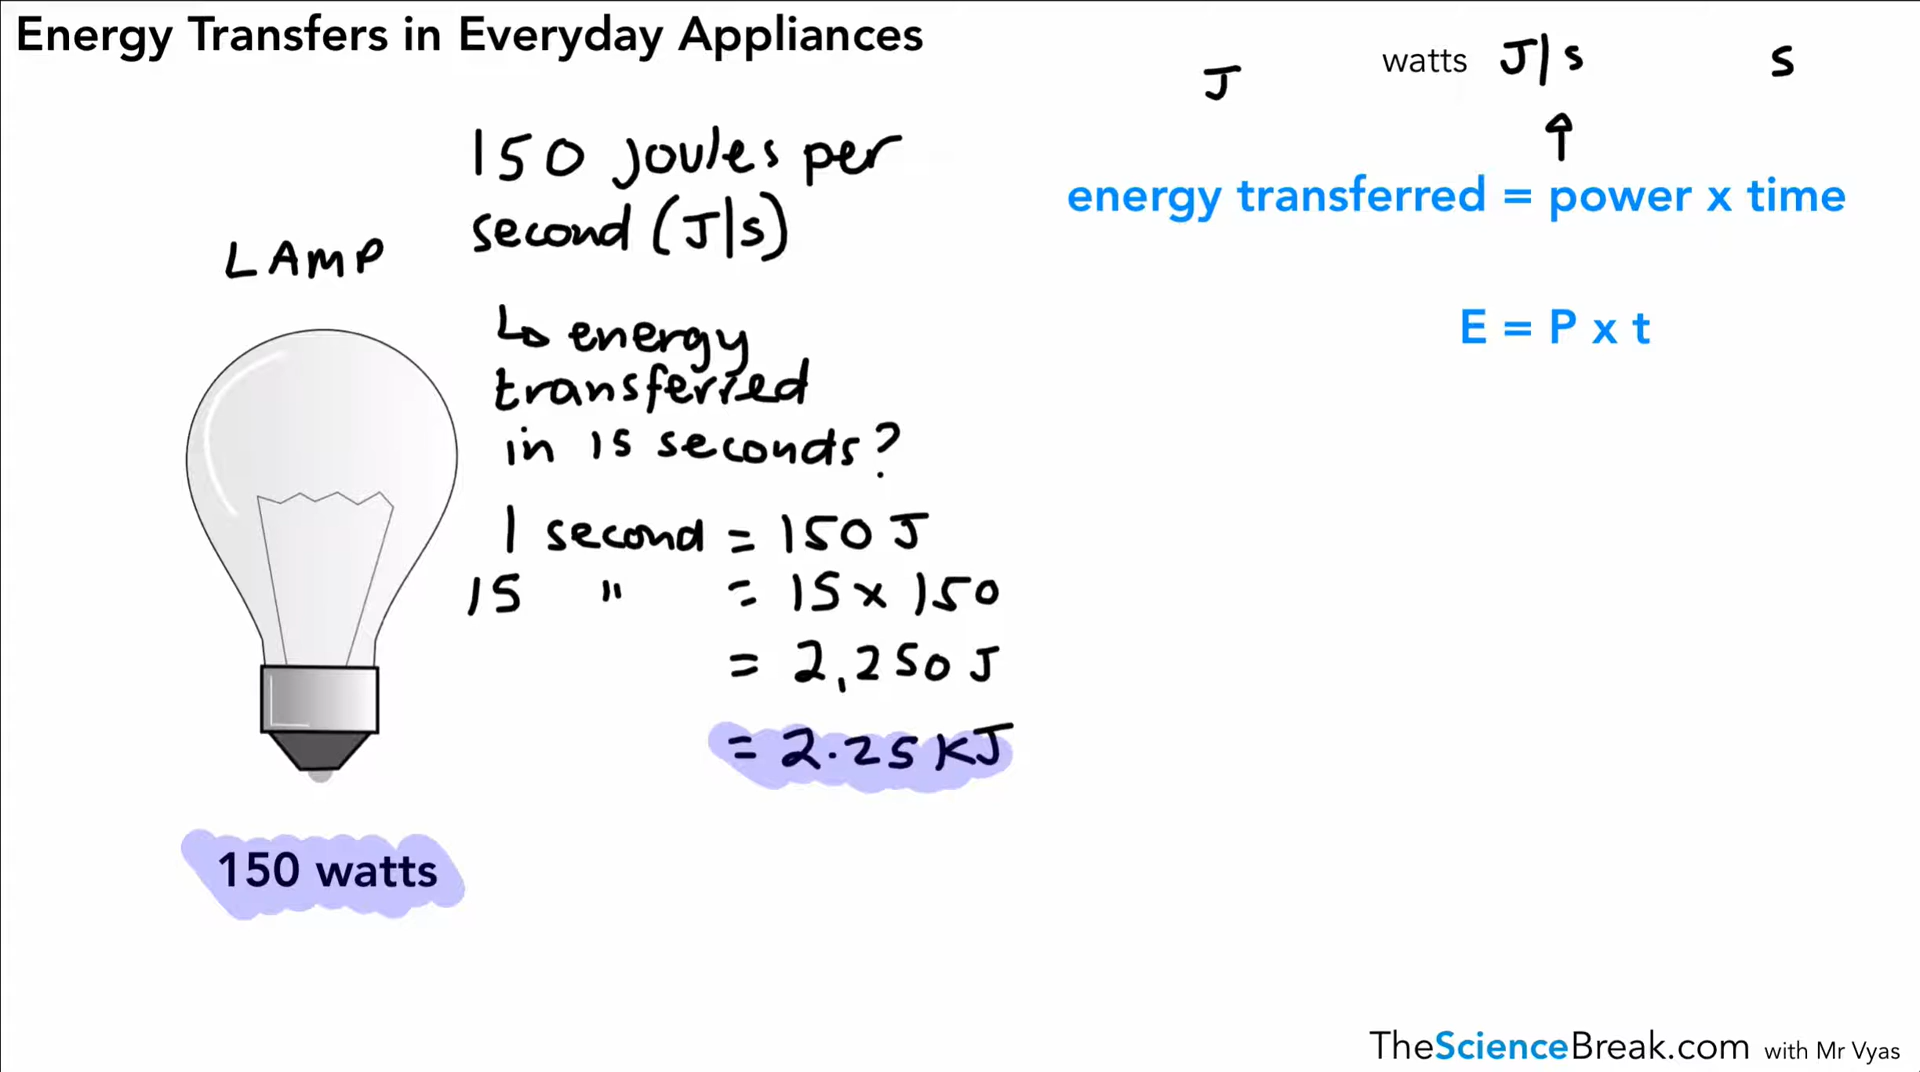 Energy Transfers in Everyday Appliances
J
watts J/s
s
energy transferred = power x time
E = P x t
150 joules per
second (J/s)
LAMP
energy
transferred
in 15 seconds?
1 second = 150 J
15 " = 15 x 150
= 2,250 J
= 2.25 KJ
150 watts
TheScienceBreak.com with Mr Vyas